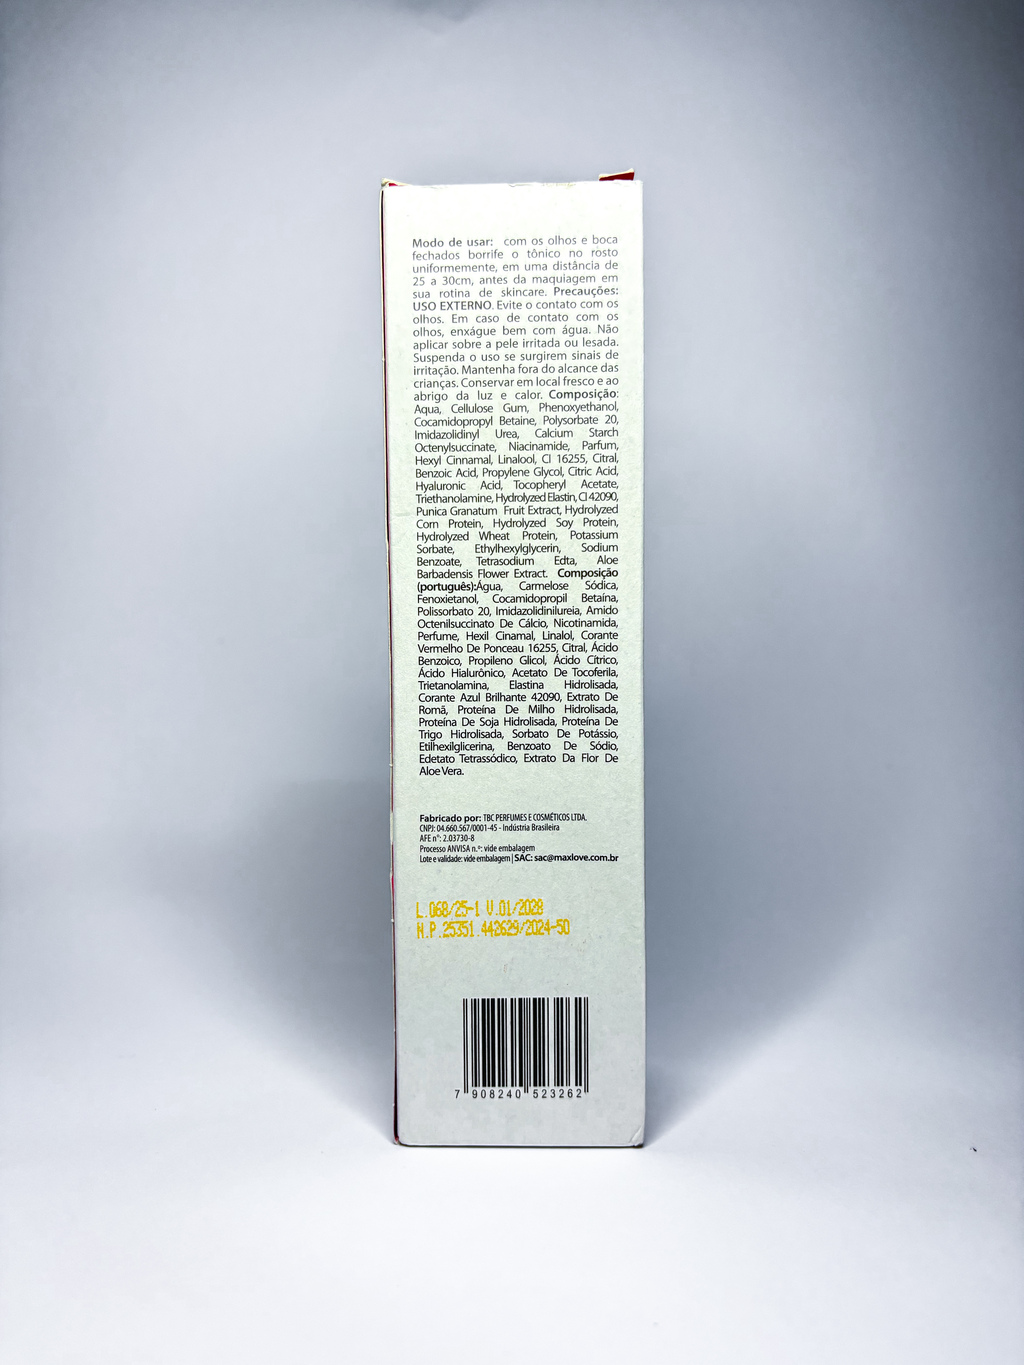 Modo de usar: com os olhos e boca
fechados borrife o tônico no rosto
uniformemente, em uma distância de
25 a 30cm, antes da maquiagem em
sua rotina de skincare. Precauções:
USO EXTERNO. Evite o contato com os
olhos. Em caso de contato com os
olhos, enxágue bem com água. Não
aplicar sobre a pele irritada ou lesada.
Suspenda o uso se surgirem sinais de
irritação. Mantenha fora do alcance das
crianças. Conservar em local fresco e ao
abrigo da luz e calor. Composição:
Aqua, Cellulose Gum, Phenoxyethanol,
Cocamidopropyl Betaine, Polysorbate 20,
Imidazolidinyl Urea, Calcium Starch
Octenylsuccinate, Niacinamide, Parfum,
Hexyl Cinnamal, Linalool, CI 16255, Citral,
Benzoic Acid, Propylene Glycol, Citric Acid,
Hyaluronic Acid, Tocopheryl Acetate,
Triethanolamine, Hydrolyzed Elastin, CI 42090,
Punica Granatum Fruit Extract, Hydrolyzed
Corn Protein, Hydrolyzed Soy Protein,
Hydrolyzed Wheat Protein, Potassium
Sorbate, Ethylhexylglycerin, Sodium
Benzoate, Tetrasodium Edta, Aloe
Barbadensis Flower Extract. Composição
(português):Água, Carmelose Sódica,
Fenoxietanol, Cocamidopropil Betaína,
Polissorbato 20, Imidazolidinilureia, Amido
Octenilsuccinato De Cálcio, Nicotinamida,
Perfume, Hexil Cinamal, Linalol, Corante
Vermelho De Ponceau 16255, Citral, Ácido
Benzoico, Propileno Glicol, Ácido Cítrico,
Ácido Hialurônico, Acetato De Tocoferila,
Trietanolamina, Elastina Hidrolisada,
Corante Azul Brilhante 42090, Extrato De
Romã, Proteína De Milho Hidrolisada,
Proteína De Soja Hidrolisada, Proteína De
Trigo Hidrolisada, Sorbato De Potássio,
Etilhexilglicerina, Benzoato De Sódio,
Edetato Tetrassódico, Extrato Da Flor De
Aloe Vera.
Fabricado por: TBC PERFUMES E COSMÉTICOS LTDA.
CNPJ: 04.660.567/0001-45 - Indústria Brasileira
AFE nº: 2.03730-8
Processo ANVISA n.º: vide embalagem
Lote e validade: vide embalagem | SAC: sac@maxlove.com.br
L.068/25-1 V.01/2028
N.P.25351.442629/2024-50
7 908240 523262